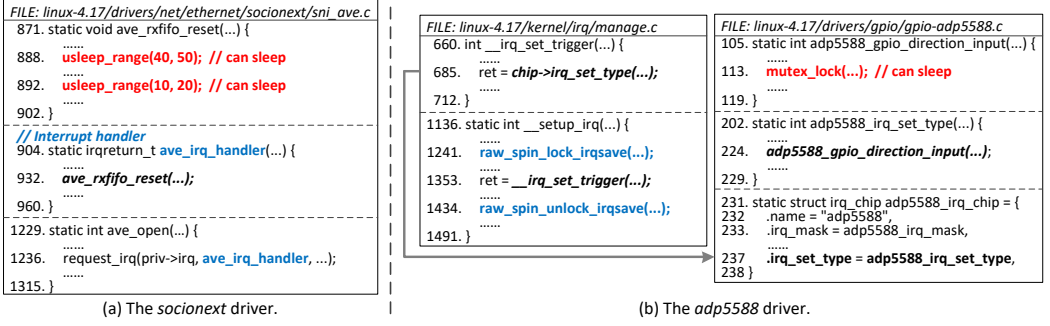 FILE: linux-4.17/drivers/net/ethernet/socionext/sni_ave.c
871. static void ave_rxfifo_reset(...) {
......
888. usleep_range(40, 50); // can sleep
......
892. usleep_range(10, 20); // can sleep
......
902. }
// Interrupt handler
904. static irqreturn_t ave_irq_handler(...) {
......
932. ave_rxfifo_reset(...);
......
960. }
1229. static int ave_open(...) {
......
1236. request_irq(priv->irq, ave_irq_handler, ...);
......
1315. }
(a) The socionext driver.
FILE: linux-4.17/kernel/irq/manage.c
660. int __irq_set_trigger(...) {
......
685. ret = chip->irq_set_type(...);
......
712. }
1136. static int __setup_irq(...) {
......
1241. raw_spin_lock_irqsave(...);
......
1353. ret = __irq_set_trigger(...);
......
1434. raw_spin_unlock_irqsave(...);
......
1491. }
FILE: linux-4.17/drivers/gpio/gpio-adp5588.c
105. static int adp5588_gpio_direction_input(...) {
......
113. mutex_lock(...); // can sleep
......
119. }
202. static int adp5588_irq_set_type(...) {
......
224. adp5588_gpio_direction_input(...);
......
229. }
231. static struct irq_chip adp5588_irq_chip = {
232 .name = "adp5588",
233. .irq_mask = adp5588_irq_mask,
......
237 .irq_set_type = adp5588_irq_set_type,
238 }
(b) The adp5588 driver.